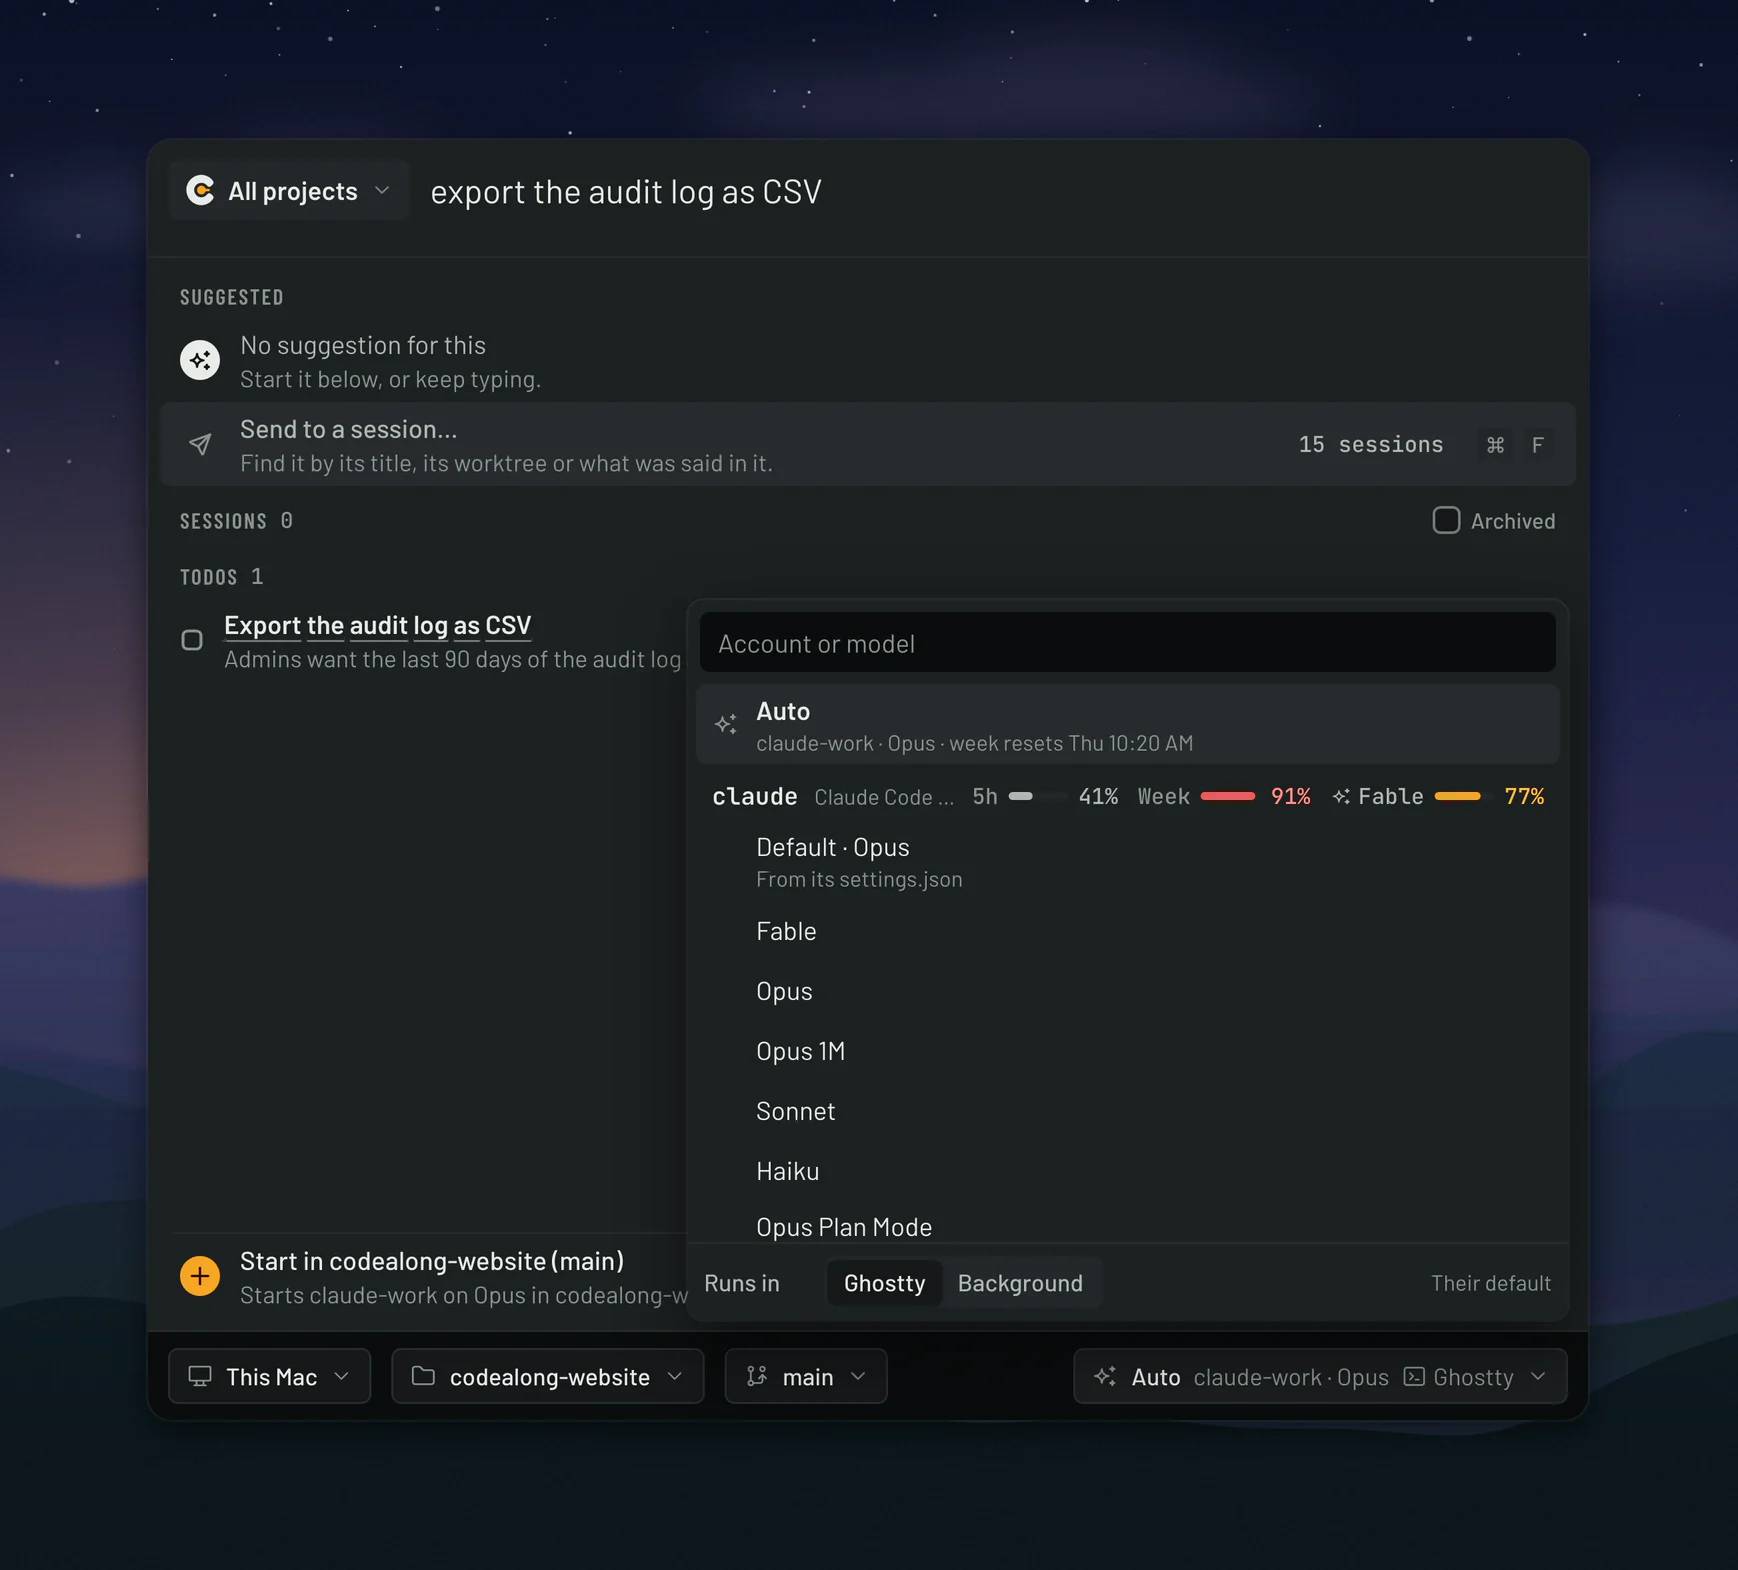 All projects
export the audit log as CSV
SUGGESTED
No suggestion for this
Start it below, or keep typing.
Send to a session...
Find it by its title, its worktree or what was said in it.
15 sessions ⌘ F
SESSIONS 0
Archived
TODOS 1
Export the audit log as CSV
Admins want the last 90 days of the audit log
Account or model
Auto
claude-work · Opus · week resets Thu 10:20 AM
claude Claude Code ... 5h 41% Week 91% Fable 77%
Default · Opus
From its settings.json
Fable
Opus
Opus 1M
Sonnet
Haiku
Opus Plan Mode
Runs in Ghostty Background Their default
Start in codealong-website (main)
Starts claude-work on Opus in codealong-w
This Mac codealong-website main Auto claude-work · Opus Ghostty